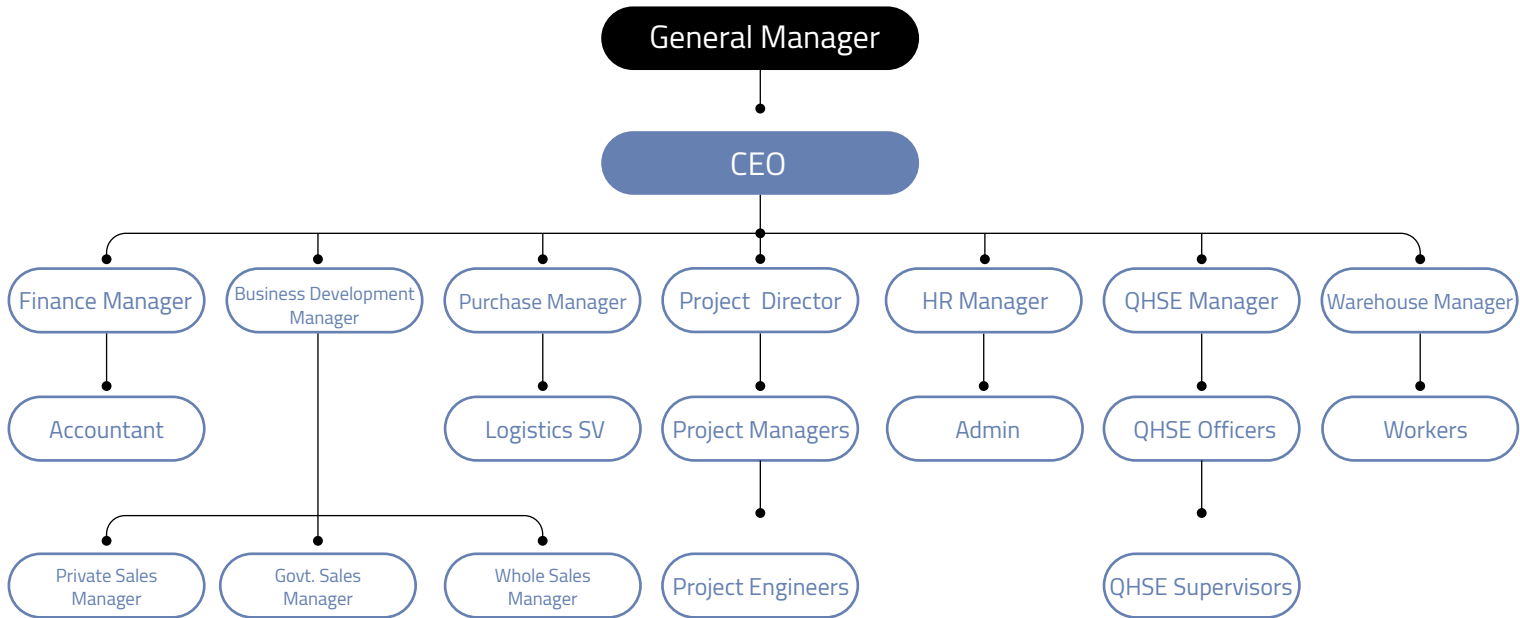 General Manager
CEO
Finance Manager
Business Development
Manager
Purchase Manager
Project Director
HR Manager
QHSE Manager
Warehouse Manager
Accountant
Logistics SV
Project Managers
Admin
QHSE Officers
Workers
Private Sales
Manager
Govt. Sales
Manager
Whole Sales
Manager
Project Engineers
QHSE Supervisors